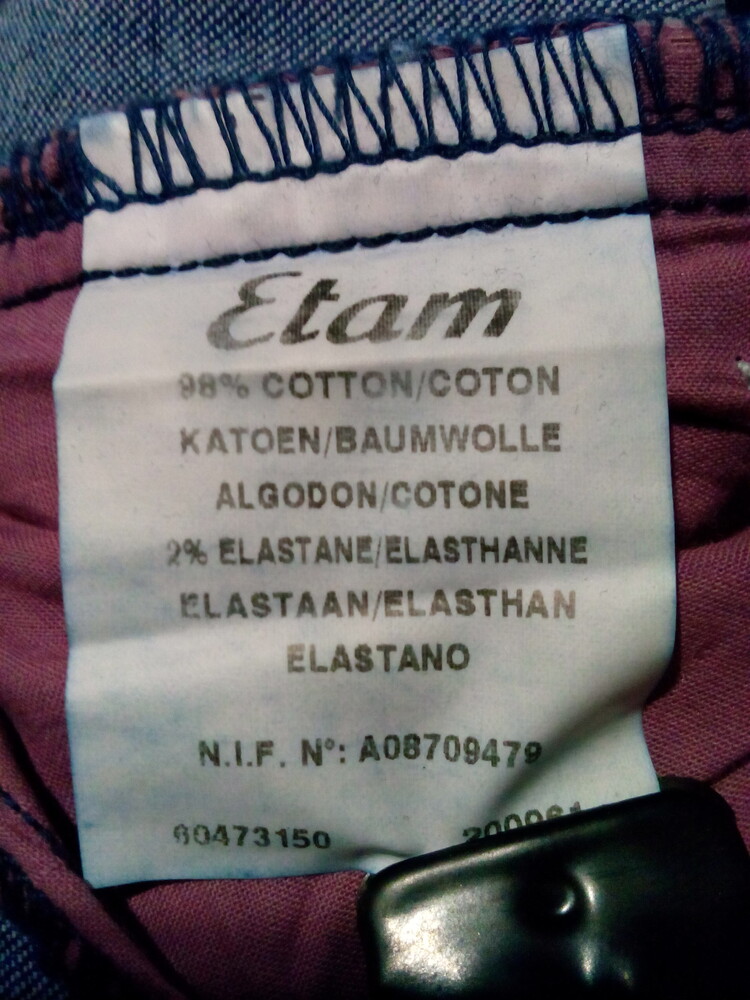 Etam
98% COTTON/COTON
KATOEN/BAUMWOLLE
ALGODON/COTONE
2% ELASTANE/ELASTHANNE
ELASTAAN/ELASTHAN
ELASTANO
N.I.F. N°: A08709479
60473150